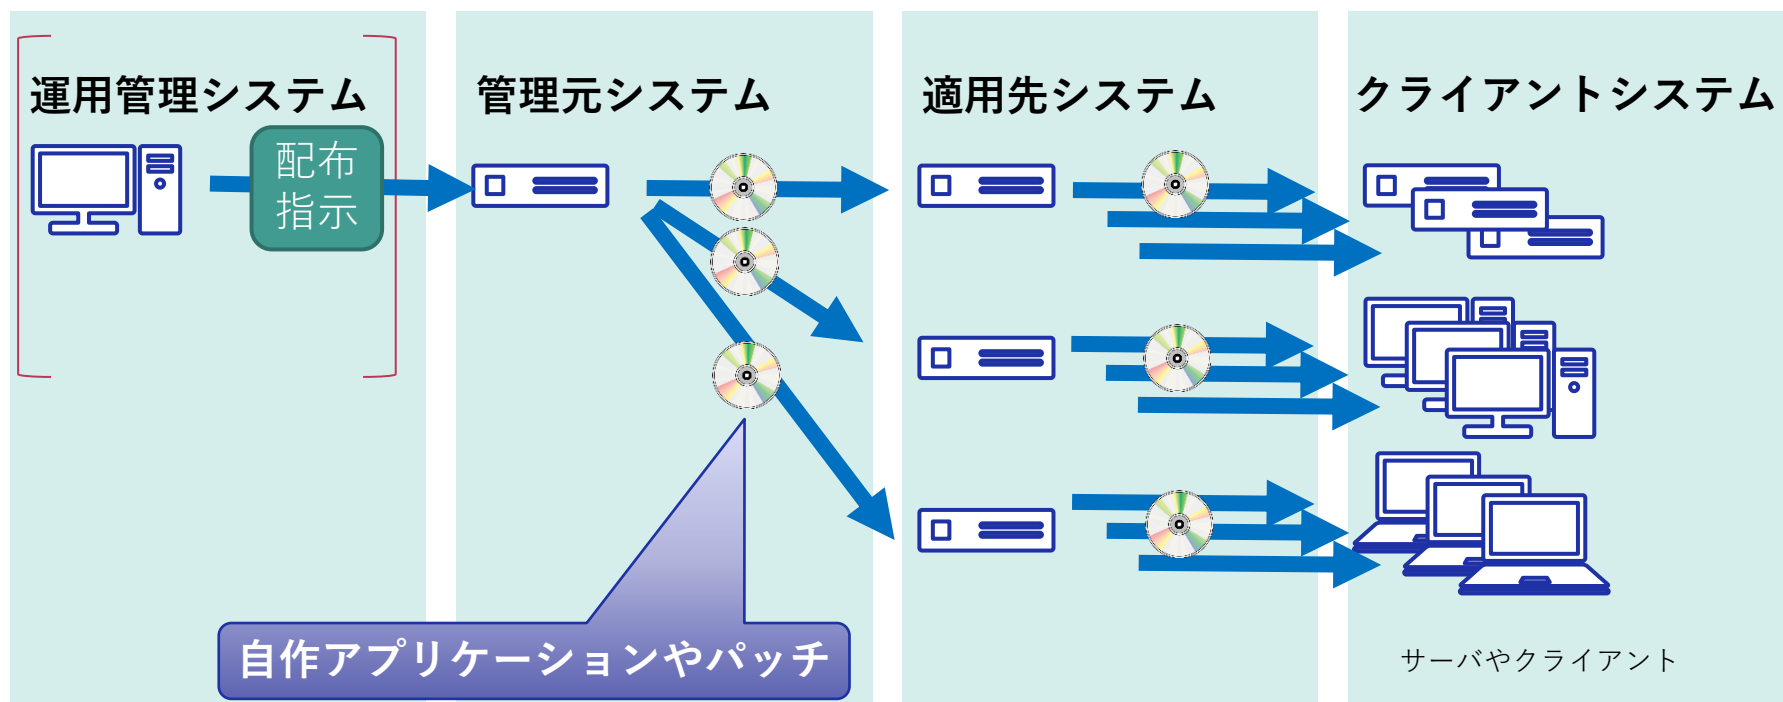 運用管理システム
管理元システム
適用先システム
クライアントシステム
配布
指示
自作アプリケーションやパッチ
サーバやクライアント